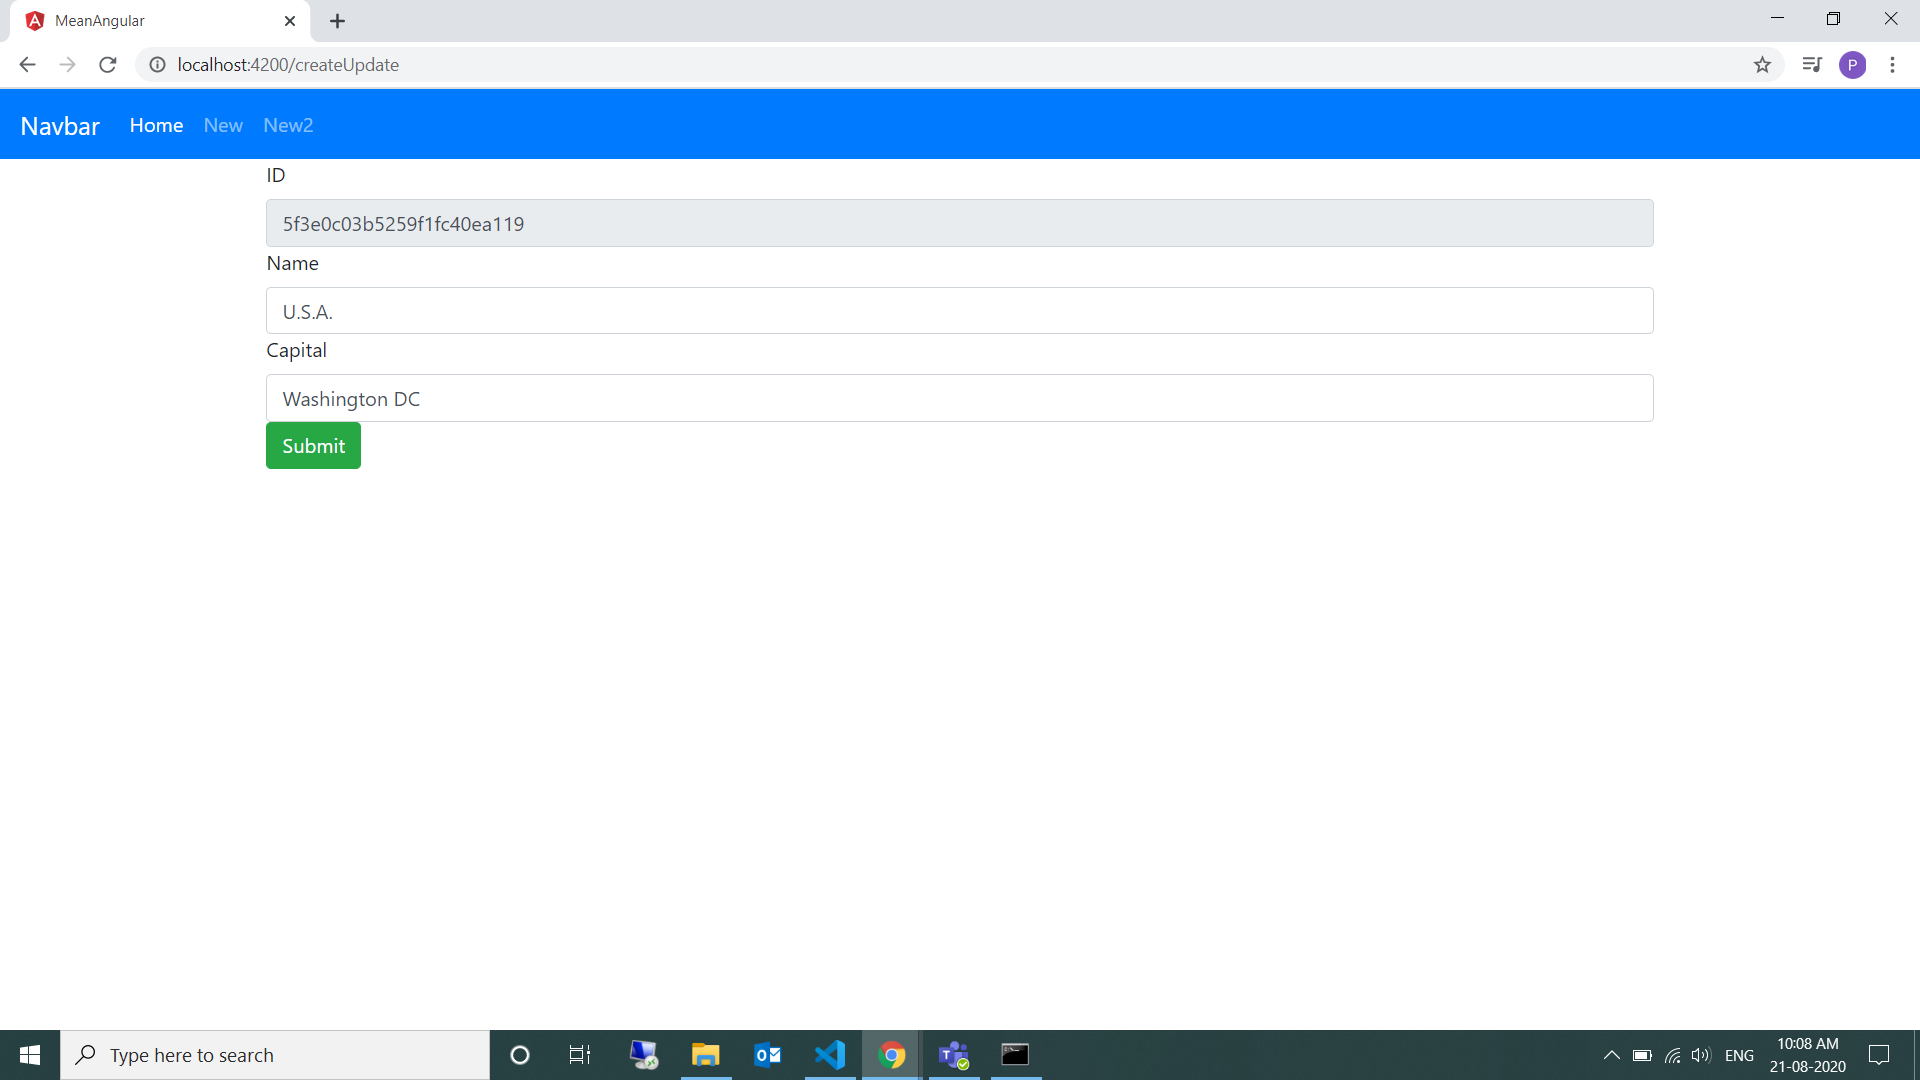 MeanAngular
localhost:4200/createUpdate
P
Navbar Home New New2
ID
5f3e0c03b5259f1fc40ea119
Name
U.S.A.
Capital
Washington DC
Submit
Type here to search
ENG
10:08 AM
21-08-2020